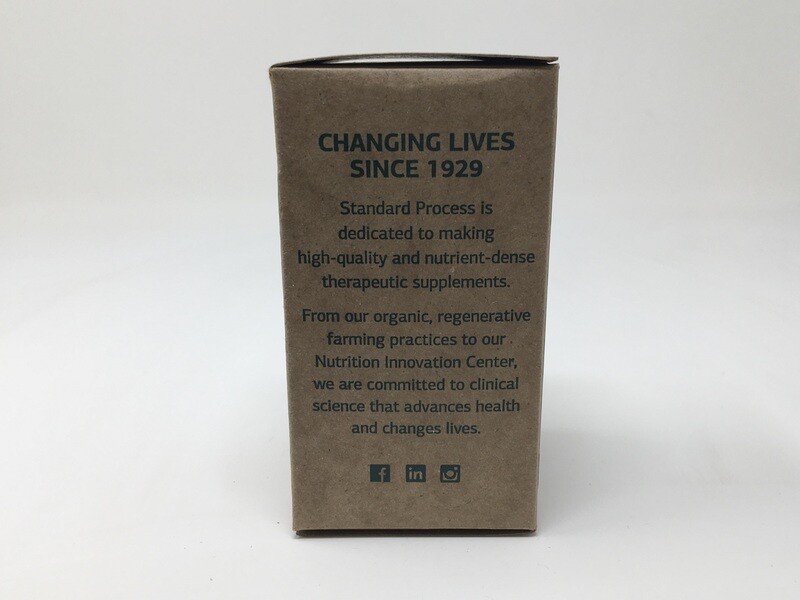 CHANGING LIVES
SINCE 1929
Standard Process is
dedicated to making
high-quality and nutrient-dense
therapeutic supplements.
From our organic, regenerative
farming practices to our
Nutrition Innovation Center,
we are committed to clinical
science that advances health
and changes lives.
f in